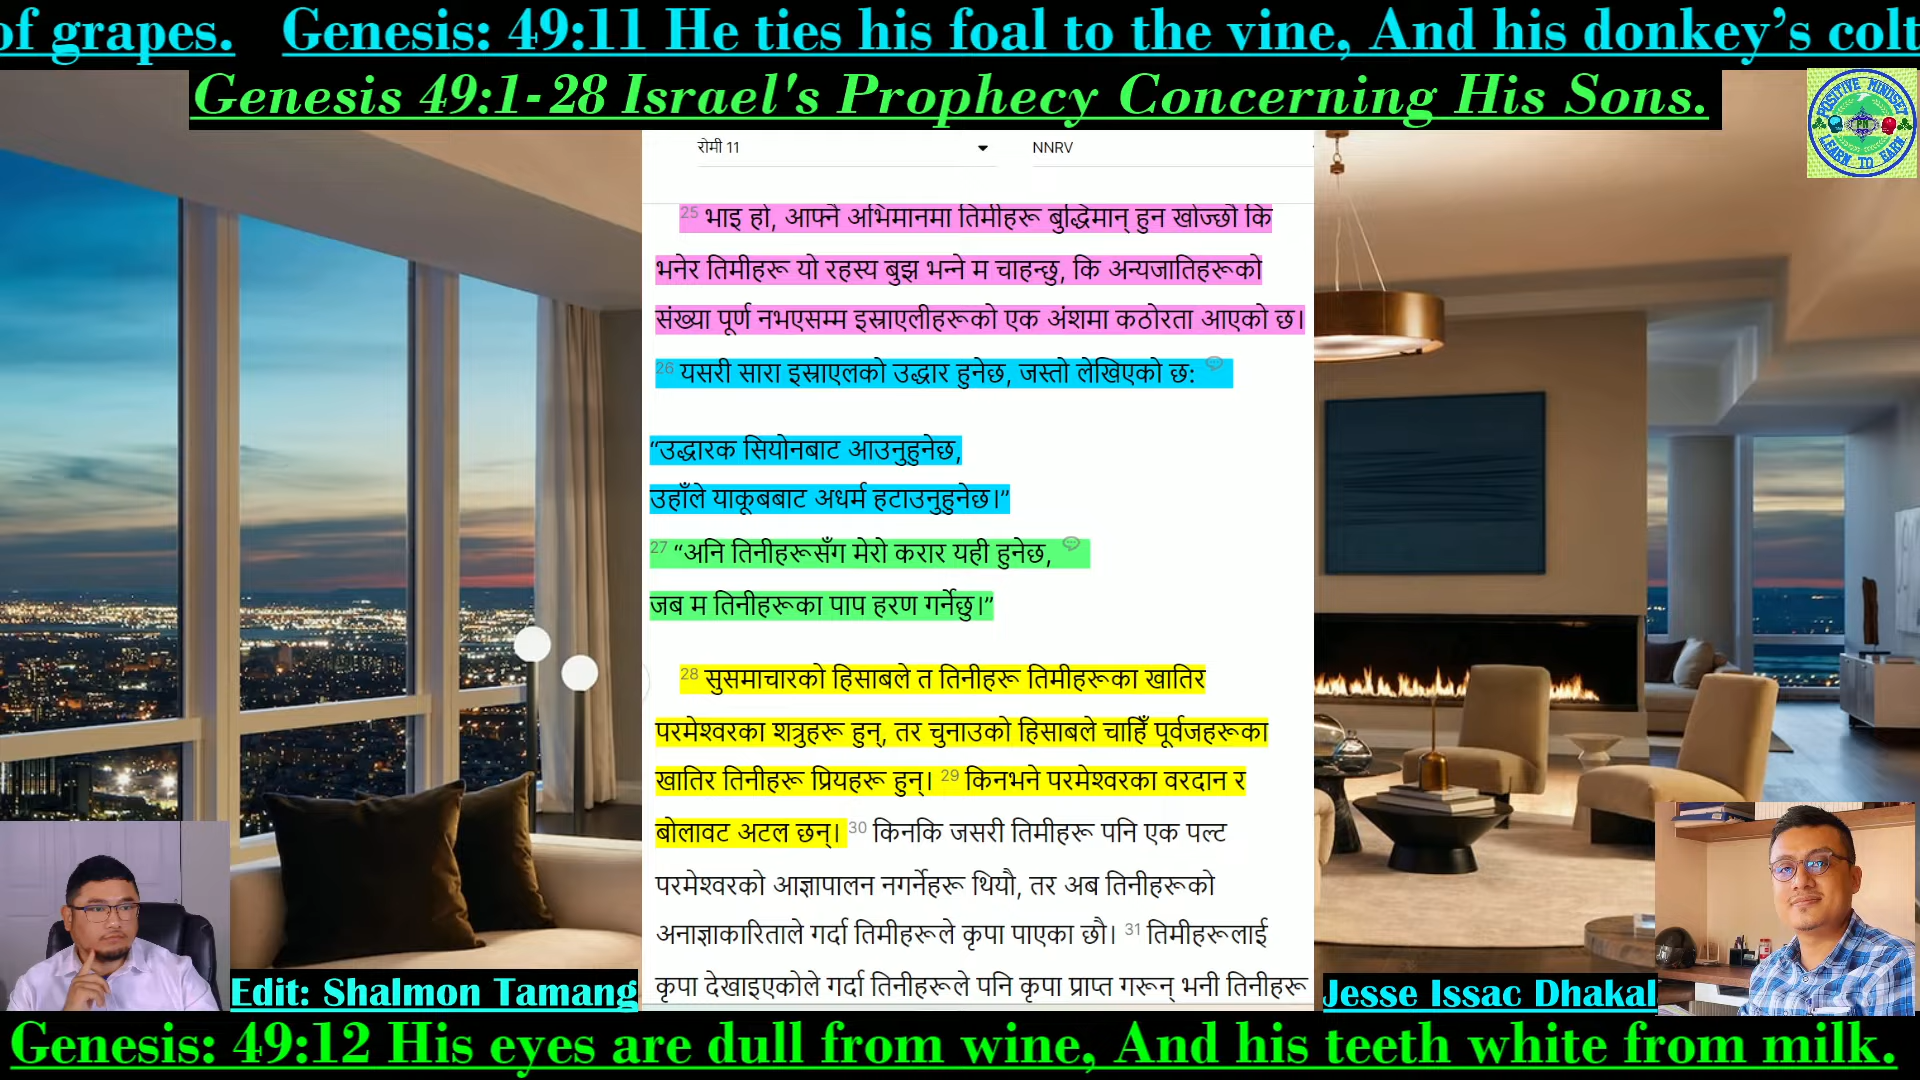 of grapes. Genesis: 49:11 He ties his foal to the vine, And his donkey’s colt
Genesis 49:1-28 Israel's Prophecy Concerning His Sons.
POSITIVE MINDSET
LEARN TO EARN
रोमी 11 NNRV
25 भाइ हो, आफ्नै अभिमानमा तिमीहरू बुद्धिमान् हुन खोज्छौ कि
भनेर तिमीहरू यो रहस्य बुझ भन्ने म चाहन्छु, कि अन्यजातिहरूको
संख्या पूर्ण नभएसम्म इस्राएलीहरूको एक अंशमा कठोरता आएको छ।
26 यसरी सारा इस्राएलको उद्धार हुनेछ, जस्तो लेखिएको छ:
“उद्धारक सियोनबाट आउनुहुनेछ,
उहाँले याकूबबाट अधर्म हटाउनुहुनेछ।”
27 “अनि तिनीहरूसँग मेरो करार यही हुनेछ,
जब म तिनीहरूका पाप हरण गर्नेछु।”
28 सुसमाचारको हिसाबले त तिनीहरू तिमीहरूका खातिर
परमेश्वरका शत्रुहरू हुन्, तर चुनाउको हिसाबले चाहिँ पूर्वजहरूका
खातिर तिनीहरू प्रियहरू हुन्। 29 किनभने परमेश्वरका वरदान र
बोलावट अटल छन्। 30 किनकि जसरी तिमीहरू पनि एक पल्ट
परमेश्वरको आज्ञापालन नगर्नेहरू थियौ, तर अब तिनीहरूको
अनाज्ञाकारिताले गर्दा तिमीहरूले कृपा पाएका छौ। 31 तिमीहरूलाई
कृपा देखाइएकोले गर्दा तिनीहरूले पनि कृपा प्राप्त गरून् भनी तिनीहरू
Edit: Shalmon Tamang
Jesse Issac Dhakal
Genesis: 49:12 His eyes are dull from wine, And his teeth white from milk.